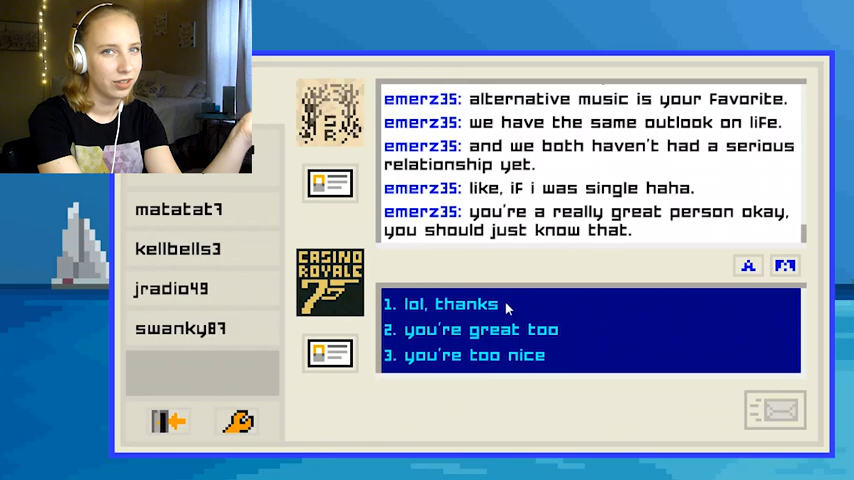 emerz35: alternative music is your favorite.
emerz35: we have the same outlook on life.
emerz35: and we both haven't had a serious
relationship yet.
emerz35: like, if i was single haha.
emerz35: you're a really great person okay,
you should just know that.
matatat7
kellbells3
jradio49
swanky87
SR
CASINO
ROYALE
7
A
A
1. lol, thanks
2. you're great too
3. you're too nice